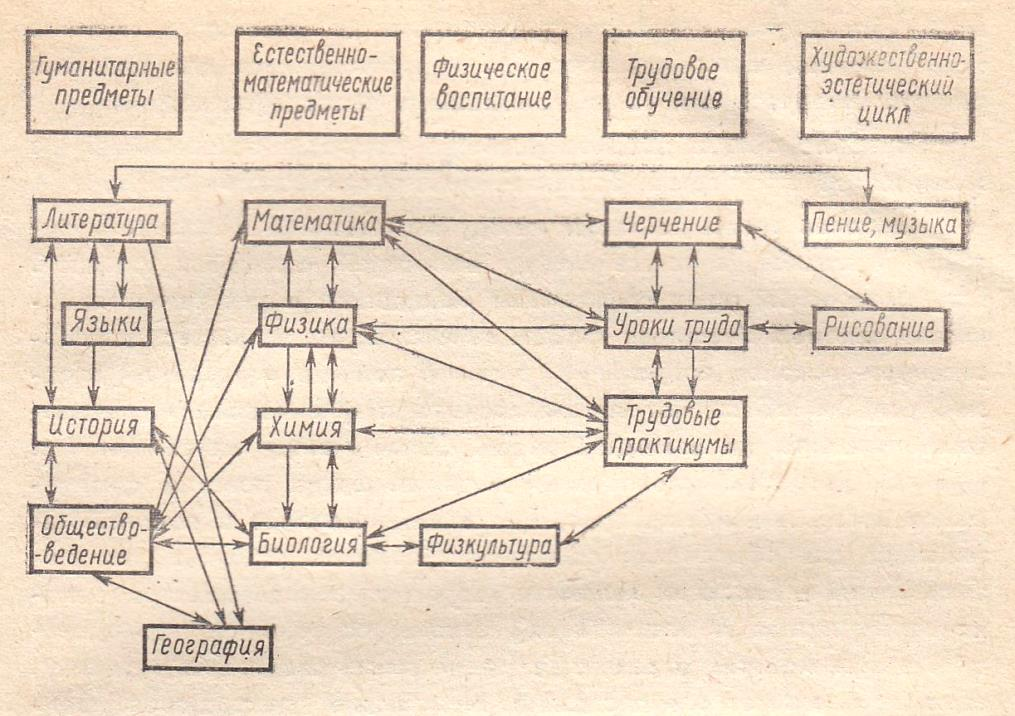 Гуманитарные
предметы
Естественно-
математические
предметы
Физическое
воспитание
Трудовое
обучение
Художественно-
эстетический
цикл
Литература
Математика
Черчение
Пение, музыка
Языки
Физика
Уроки труда
Рисование
История
Химия
Трудовые
практикумы
Общество-
-ведение
Биология
Физкультура
География